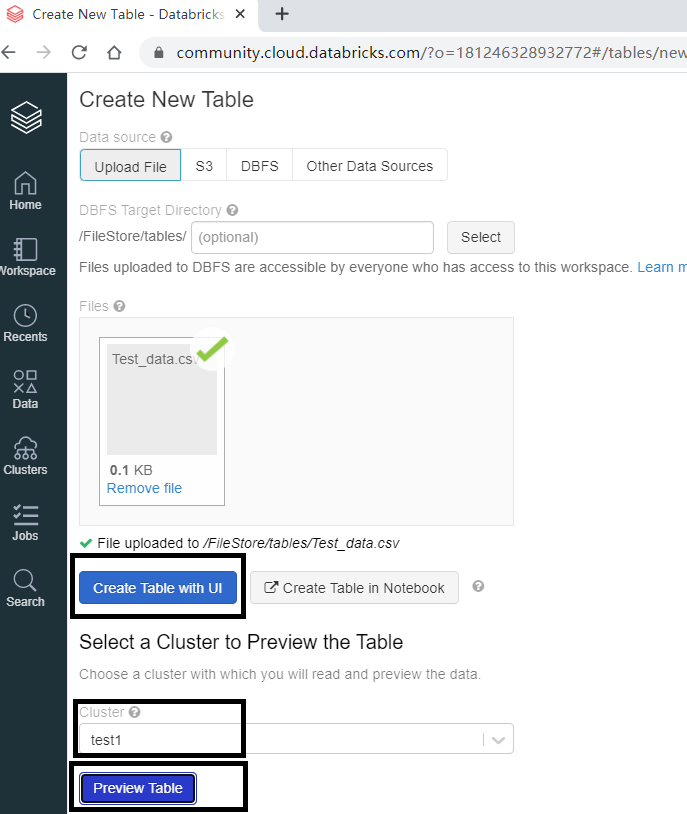 Create New Table - Databricks
community.cloud.databricks.com/?o=181246328932772#/tables/new
Create New Table
Data source
Upload File S3 DBFS Other Data Sources
DBFS Target Directory
/FileStore/tables/ (optional) Select
Files uploaded to DBFS are accessible by everyone who has access to this workspace. Learn m
Files
Test_data.cs
0.1 KB
Remove file
File uploaded to /FileStore/tables/Test_data.csv
Create Table with UI Create Table in Notebook
Select a Cluster to Preview the Table
Choose a cluster with which you will read and preview the data.
Cluster
test1
Preview Table
Home
Workspace
Recents
Data
Clusters
Jobs
Search